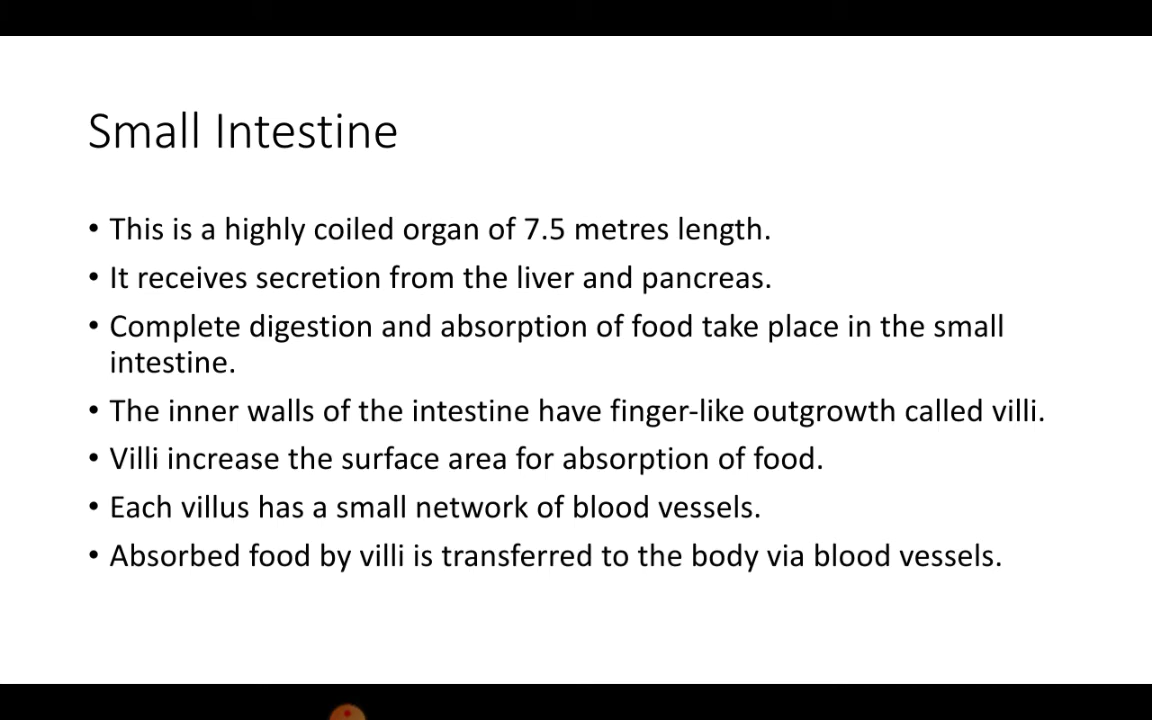 Small Intestine
• This is a highly coiled organ of 7.5 metres length.
• It receives secretion from the liver and pancreas.
• Complete digestion and absorption of food take place in the small
intestine.
• The inner walls of the intestine have finger-like outgrowth called villi.
• Villi increase the surface area for absorption of food.
• Each villus has a small network of blood vessels.
• Absorbed food by villi is transferred to the body via blood vessels.